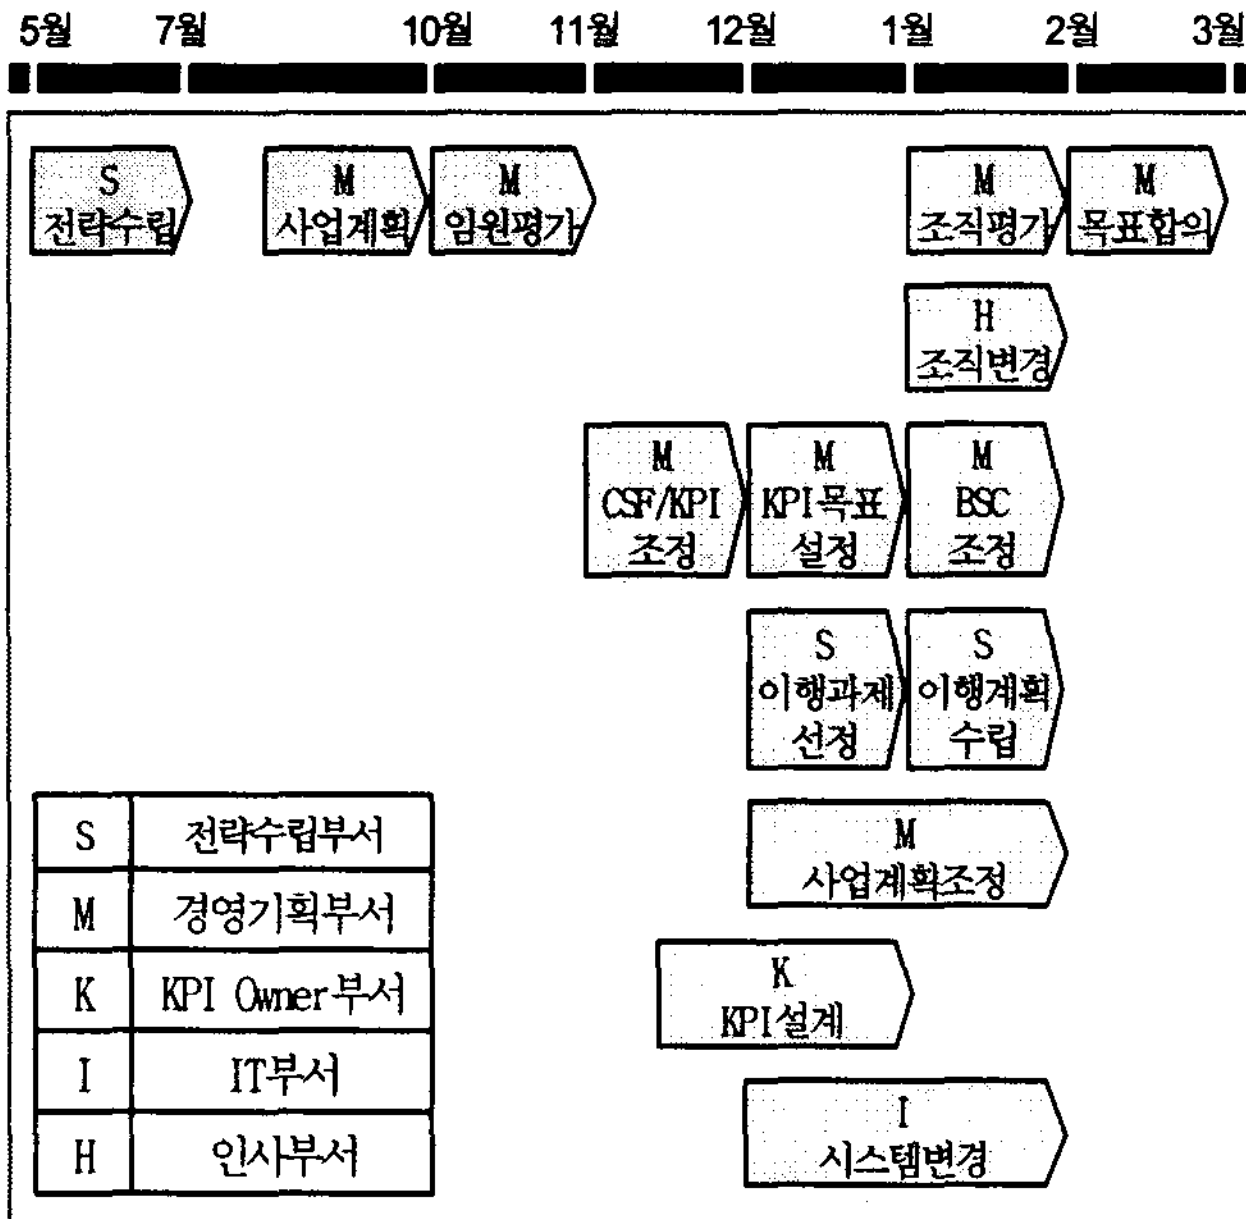 5월 7월 10월 11월 12월 1월 2월 3월
S
전략수립
M
사업계획
M
임원평가
M
조직평가
M
목표합의
H
조직변경
M
CSF/KPI
조정
M
KPI목표
설정
M
BSC
조정
S
이행과제
선정
S
이행계획
수립
M
사업계획조정
K
KPI설계
I
시스템변경
S 전략수립부서
M 경영기획부서
K KPI Owner부서
I IT부서
H 인사부서